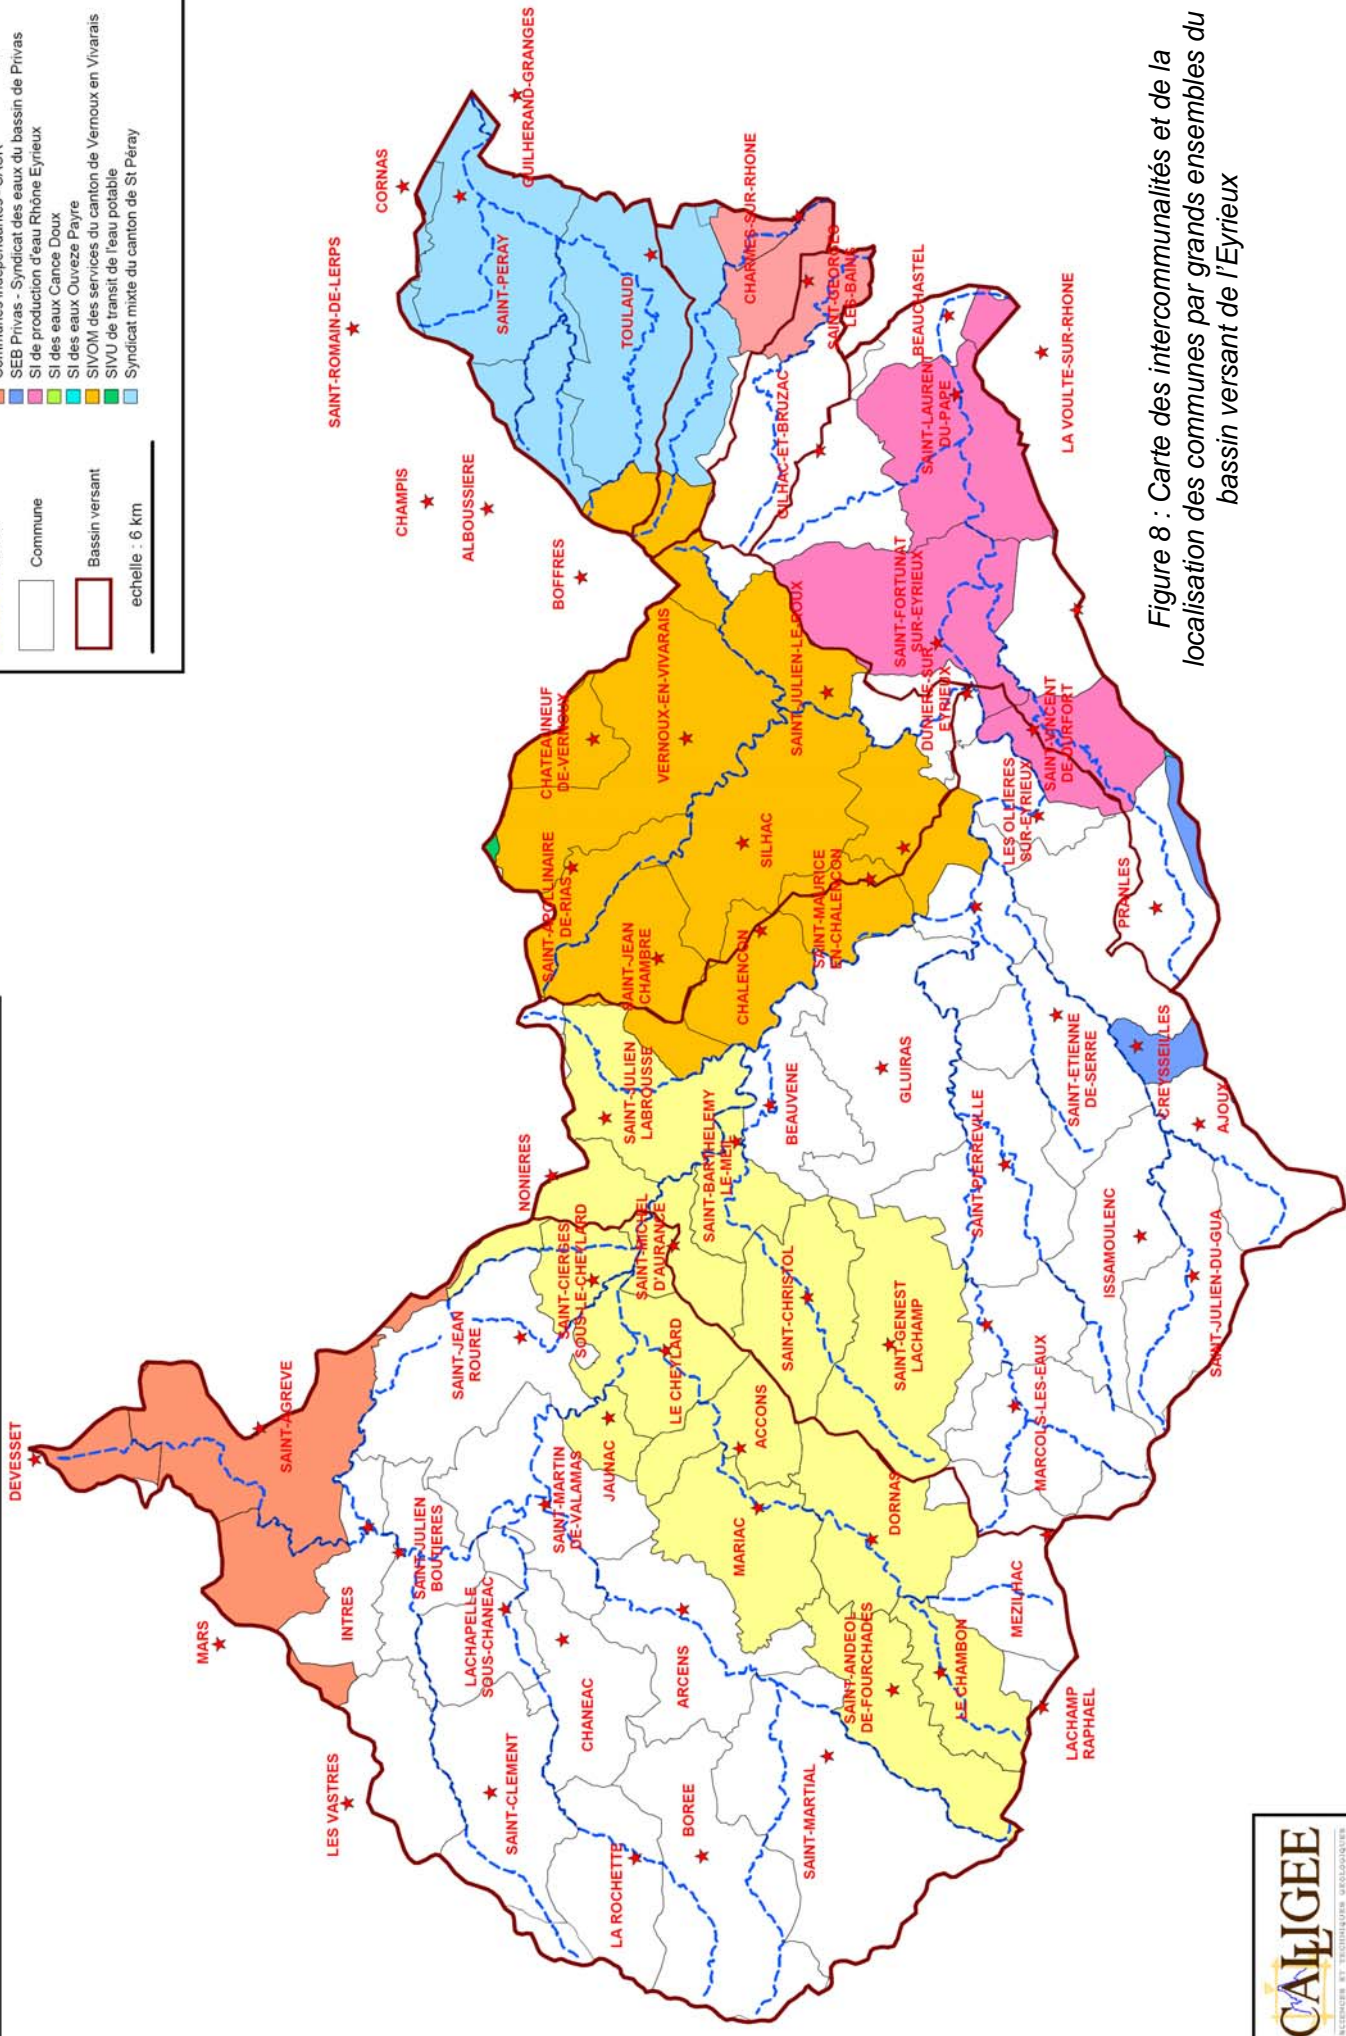 SEB Privas - Syndicat des eaux du bassin de Privas
SI de production d'eau Rhône Eyrieux
SI des eaux Cance Doux
SI des eaux Ouveze Payre
SIVOM des services du canton de Vernoux en Vivarais
SIVU de transit de l'eau potable
Syndicat mixte du canton de St Péray
Commune
Bassin versant
echelle : 6 km
DEVESSET
MARS
SAINT-AGREVE
LES VASTRES
INTRES
SAINT-JULIEN
BOUTIERES
SAINT-JEAN
ROURE
LACHAPELLE
SOUS-CHANEAC
SAINT-CLEMENT
SAINT-MARTIN
DE-VALAMAS
CHANEAC
JAUNAC
SAINT-CIERGES
SOUS-LE-CHEYLARD
NONIERES
SAINT-MICHEL
D'AURANCE
LE CHEYLARD
LA ROCHETTE
BOREE
ARCENS
MARIAC
ACCONS
SAINT-MARTIAL
SAINT-ANDEOL
DE-FOURCHADES
DORNAS
LE CHAMBON
MEZILHAC
LACHAMP
RAPHAEL
SAINT-JULIEN
LABROUSSE
SAINT-BARTHELEMY
LE-MEIL
SAINT-CHRISTOL
SAINT-GENEST
LACHAMP
BEAUVENE
GLUIRAS
SAINT-PIERREVILLE
MARCOLS-LES-EAUX
ISSAMOULENC
SAINT-JULIEN-DU-GUA
SAINT-ETIENNE
DE-SERRE
CREYSSEILLES
AJOUX
PRANLES
SAINT-APOLLINAIRE
DE-RIAS
SAINT-JEAN
CHAMBRE
CHALENCON
SAINT-MAURICE
EN-CHALENCON
SILHAC
CHATEAUNEUF
DE-VERNOUX
VERNOUX-EN-VIVARAIS
SAINT-JULIEN-LE-ROUX
DUNIERE-SUR
EYRIEUX
LES OLLIERES
SUR-EYRIEUX
SAINT-VINCENT
DE-DURFORT
SAINT-FORTUNAT
SUR-EYRIEUX
BOFFRES
ALBOUSSIERE
CHAMPIS
SAINT-ROMAIN-DE-LERPS
CORNAS
SAINT-PERAY
GUILHERAND-GRANGES
TOULAUD
CHARMES-SUR-RHONE
SAINT-GEORGES
LES-BAINS
GILHAC-ET-BRUZAC
BEAUCHASTEL
SAINT-LAURENT
DU-PAPE
LA VOULTE-SUR-RHONE
Figure 8 : Carte des intercommunalités et de la
localisation des communes par grands ensembles du
bassin versant de l'Eyrieux
CALLIGEE
SCIENCES ET TECHNIQUES GEOLOGIQUES